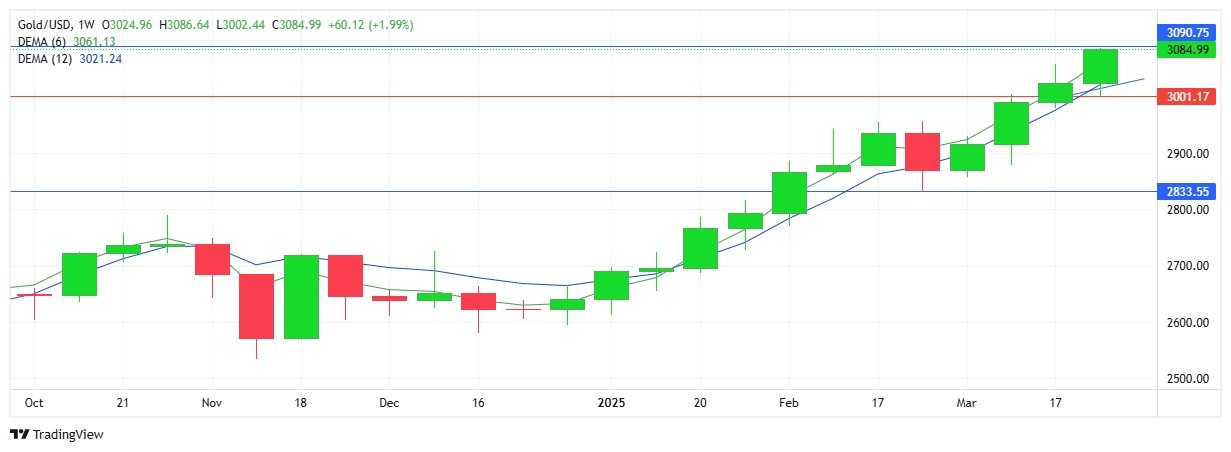 Gold/USD, 1W O3024.96 H3086.64 L3002.44 C3084.99 +60.12 (+1.99%)
DEMA (6) 3061.13
DEMA (12) 3021.24
3090.75
3084.99
3001.17
2900.00
2833.55
2800.00
2700.00
2600.00
2500.00
Oct 21 Nov 18 Dec 16 2025 20 Feb 17 Mar 17
TradingView